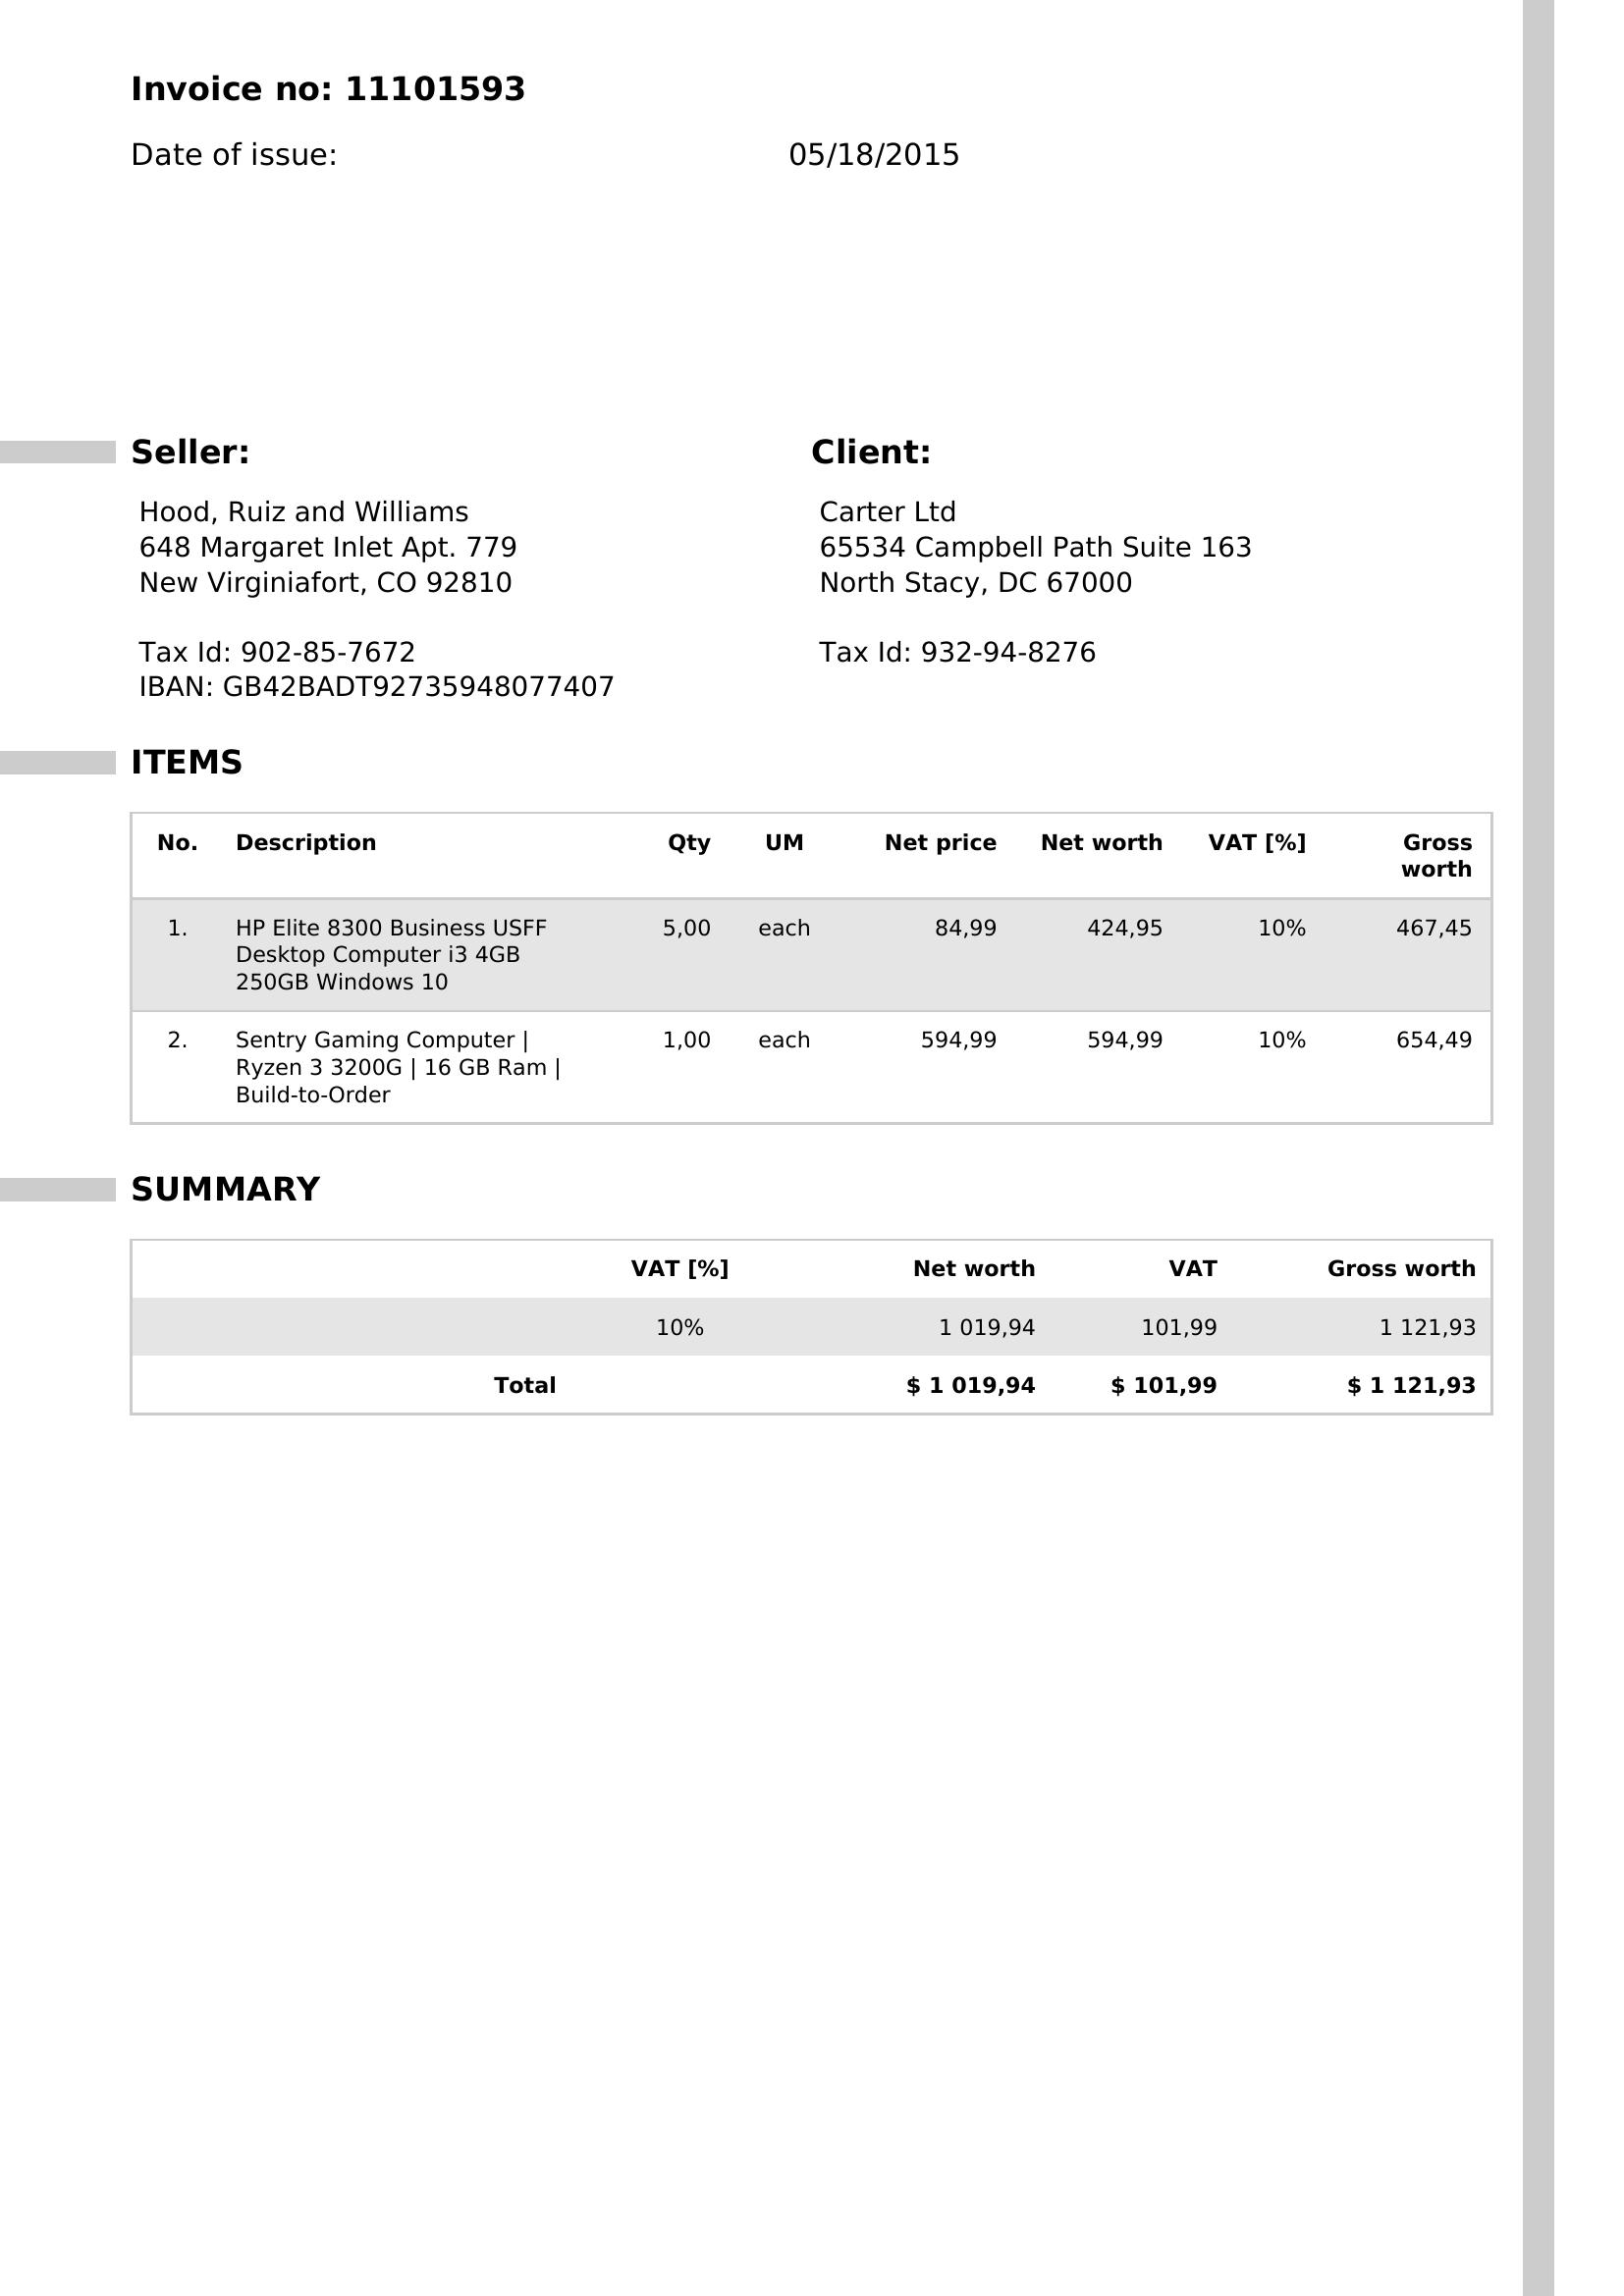 Invoice no: 11101593
Date of issue: 05/18/2015
Seller:
Hood, Ruiz and Williams
648 Margaret Inlet Apt. 779
New Virginiafort, CO 92810
Tax Id: 902-85-7672
IBAN: GB42BADT92735948077407
Client:
Carter Ltd
65534 Campbell Path Suite 163
North Stacy, DC 67000
Tax Id: 932-94-8276
ITEMS
No. Description Qty UM Net price Net worth VAT [%] Gross
worth
1. HP Elite 8300 Business USFF 5,00 each 84,99 424,95 10% 467,45
Desktop Computer i3 4GB
250GB Windows 10
2. Sentry Gaming Computer | 1,00 each 594,99 594,99 10% 654,49
Ryzen 3 3200G | 16 GB Ram |
Build-to-Order
SUMMARY
VAT [%] Net worth VAT Gross worth
10% 1 019,94 101,99 1 121,93
Total $ 1 019,94 $ 101,99 $ 1 121,93